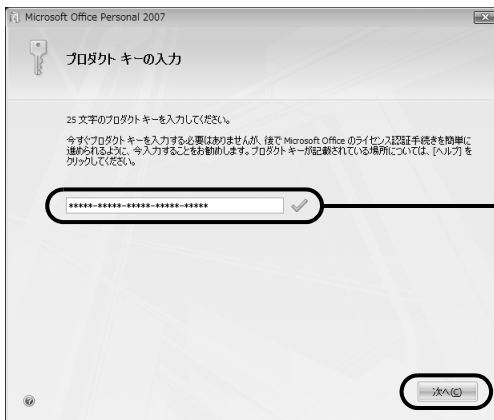 Microsoft Office Personal 2007
プロダクト キーの入力
25 文字のプロダクト キーを入力してください。
今すぐプロダクト キーを入力する必要はありませんが、後で Microsoft Office のライセンス認証手続きを簡単に
進められるように、今入力することをお勧めします。プロダクト キーが記載されている場所については、[ヘルプ] を
クリックしてください。
*****-*****-*****-*****-*****
次へ(C)